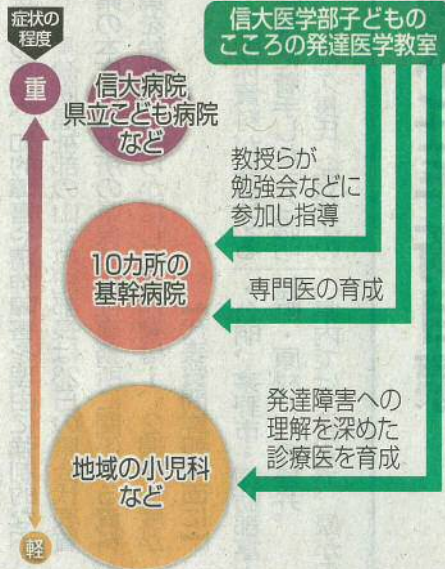 症状の
程度
信大医学部子どもの
こころの発達医学教室
重
信大病院
県立こども病院
など
教授らが
勉強会などに
参加し指導
10カ所の
基幹病院
専門医の育成
発達障害への
理解を深めた
診療医を育成
地域の小児科
など
軽